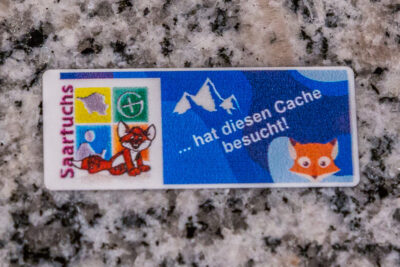 Saarfuchs
... hat diesen Cache
besucht!